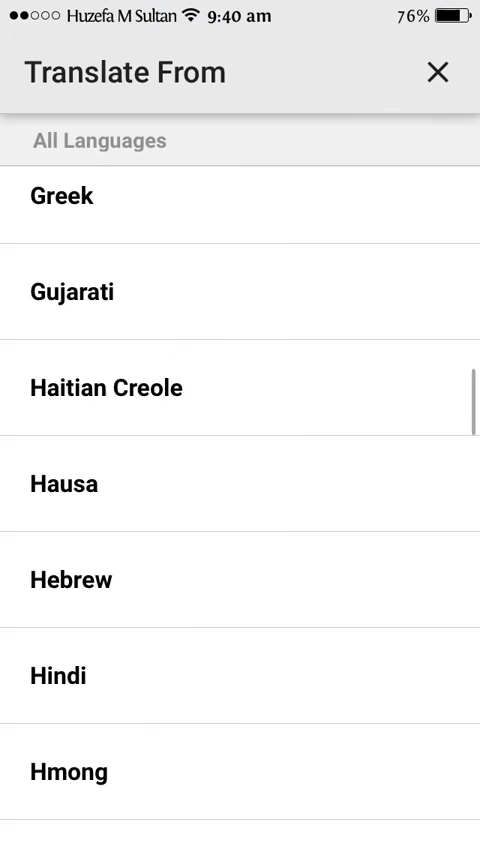 Huzefa M Sultan 9:40 am 76%
Translate From
All Languages
Greek
Gujarati
Haitian Creole
Hausa
Hebrew
Hindi
Hmong